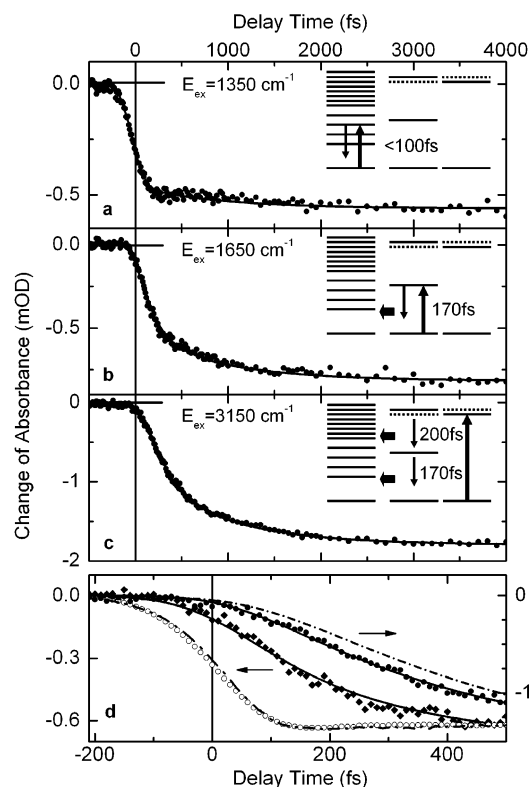 Delay Time (fs)
0 1000 2000 3000 4000
0.0
-0.5
E_ex=1350 cm⁻¹
<100fs
a
0.0
-0.5
E_ex=1650 cm⁻¹
170fs
b
0
-1
-2
E_ex=3150 cm⁻¹
200fs
170fs
c
Change of Absorbance (mOD)
0.0
-0.3
-0.6
0
-1
d
-200 0 200 400
Delay Time (fs)